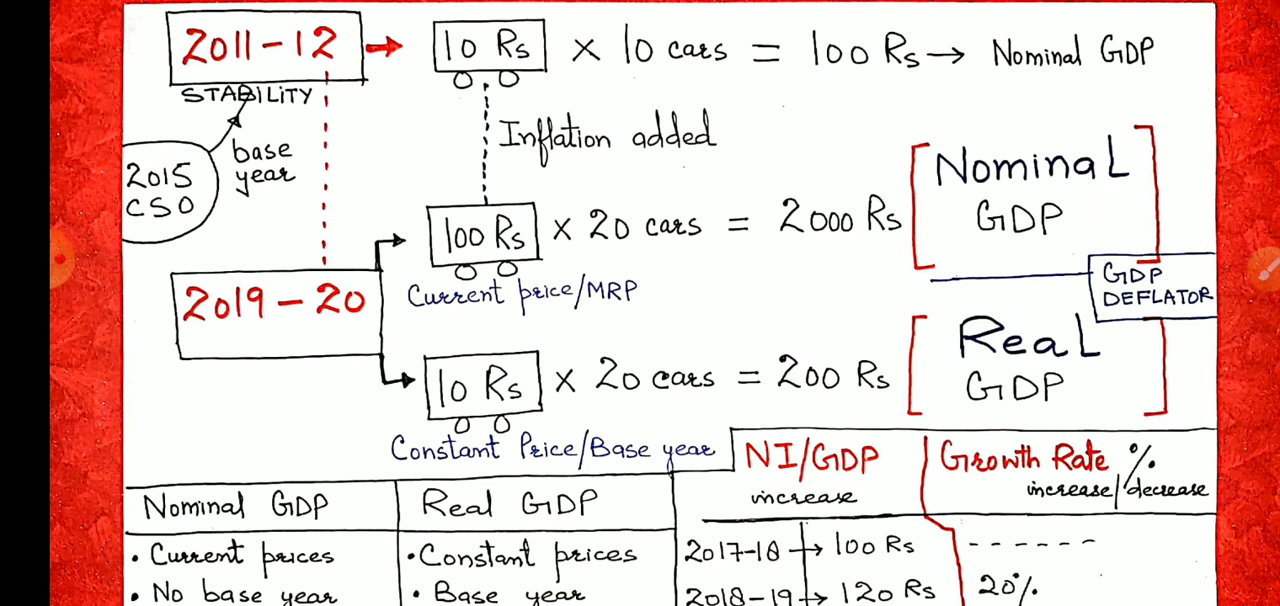 2011-12 → 10 Rs × 10 cars = 100 Rs → Nominal GDP
STABILITY
base
year
2015
CSO
Inflation added
100 Rs × 20 cars = 2000 Rs [Nominal
GDP]
Current price/MRP
GDP
DEFLATOR
2019-20
10 Rs × 20 cars = 200 Rs [Real
GDP]
Constant Price/Base year
NI/GDP
increase
Growth Rate %
increase/decrease
Nominal GDP
Real GDP
• Current prices
• Constant prices
• No base year
• Base year
2017-18 → 100 Rs ------
2018-19 → 120 Rs 20%